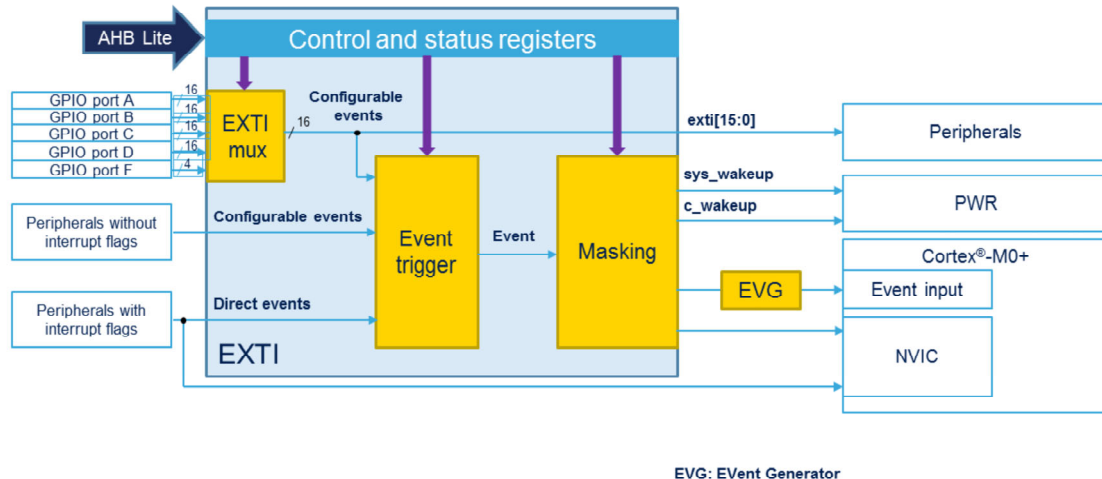 AHB Lite
Control and status registers
GPIO port A
16
GPIO port B
16
GPIO port C
16
GPIO port D
16
GPIO port F
4
EXTI
mux
16
Configurable
events
exti[15:0]
Peripherals
sys_wakeup
c_wakeup
PWR
Peripherals without
interrupt flags
Configurable events
Event
trigger
Event
Masking
Cortex®-M0+
EVG
Event input
Peripherals with
interrupt flags
Direct events
EXTI
NVIC
EVG: EVent Generator